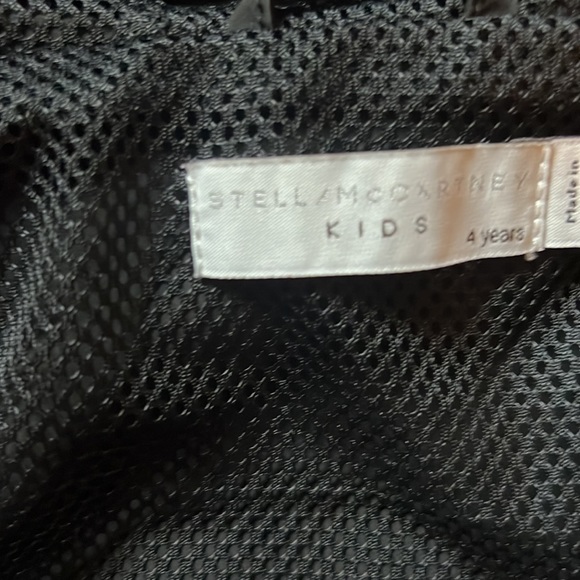 STELLA McCARTNEY
KIDS
4 years
Made in